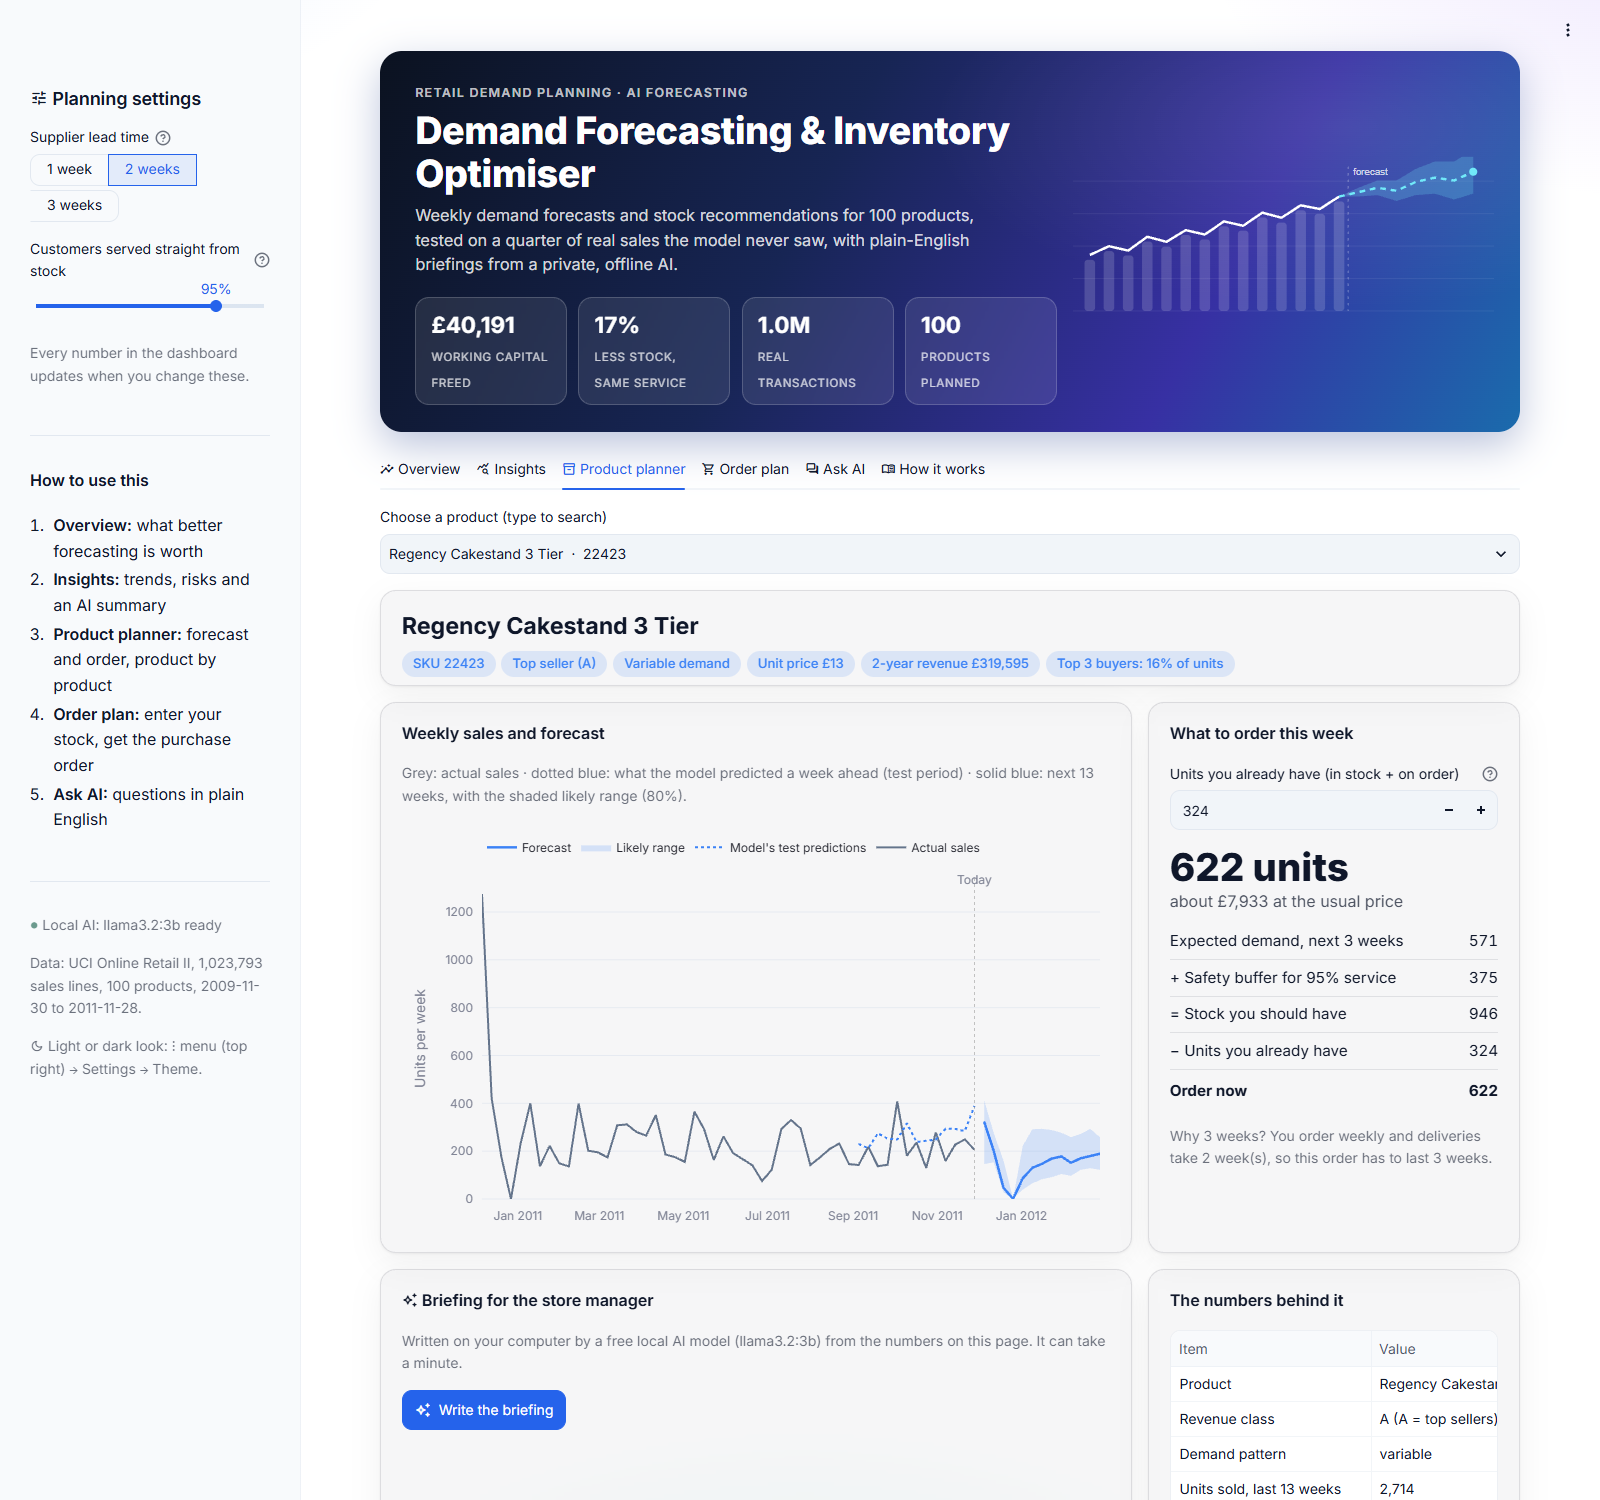 Planning settings
Supplier lead time
1 week
2 weeks
3 weeks
Customers served straight from
stock
95%
Every number in the dashboard
updates when you change these.
How to use this
1. Overview: what better
forecasting is worth
2. Insights: trends, risks and
an AI summary
3. Product planner: forecast
and order, product by
product
4. Order plan: enter your
stock, get the purchase
order
5. Ask AI: questions in plain
English
● Local AI: llama3.2:3b ready
Data: UCI Online Retail II, 1,023,793
sales lines, 100 products, 2009-11-
30 to 2011-11-28.
Light or dark look: ⋮ menu (top
right) → Settings → Theme.
RETAIL DEMAND PLANNING · AI FORECASTING
Demand Forecasting & Inventory
Optimiser
Weekly demand forecasts and stock recommendations for 100 products,
tested on a quarter of real sales the model never saw, with plain-English
briefings from a private, offline AI.
£40,191
WORKING CAPITAL
FREED
17%
LESS STOCK,
SAME SERVICE
1.0M
REAL
TRANSACTIONS
100
PRODUCTS
PLANNED
forecast
Overview
Insights
Product planner
Order plan
Ask AI
How it works
Choose a product (type to search)
Regency Cakestand 3 Tier · 22423
Regency Cakestand 3 Tier
SKU 22423
Top seller (A)
Variable demand
Unit price £13
2-year revenue £319,595
Top 3 buyers: 16% of units
Weekly sales and forecast
Grey: actual sales · dotted blue: what the model predicted a week ahead (test period) · solid blue: next 13
weeks, with the shaded likely range (80%).
Forecast
Likely range
Model's test predictions
Actual sales
Today
Units per week
1200
1000
800
600
400
200
0
Jan 2011
Mar 2011
May 2011
Jul 2011
Sep 2011
Nov 2011
Jan 2012
What to order this week
Units you already have (in stock + on order)
324
622 units
about £7,933 at the usual price
Expected demand, next 3 weeks 571
+ Safety buffer for 95% service 375
= Stock you should have 946
− Units you already have 324
Order now 622
Why 3 weeks? You order weekly and deliveries
take 2 week(s), so this order has to last 3 weeks.
Briefing for the store manager
Written on your computer by a free local AI model (llama3.2:3b) from the numbers on this page. It can take
a minute.
Write the briefing
The numbers behind it
Item Value
Product Regency Cakestan
Revenue class A (A = top sellers)
Demand pattern variable
Units sold, last 13 weeks 2,714